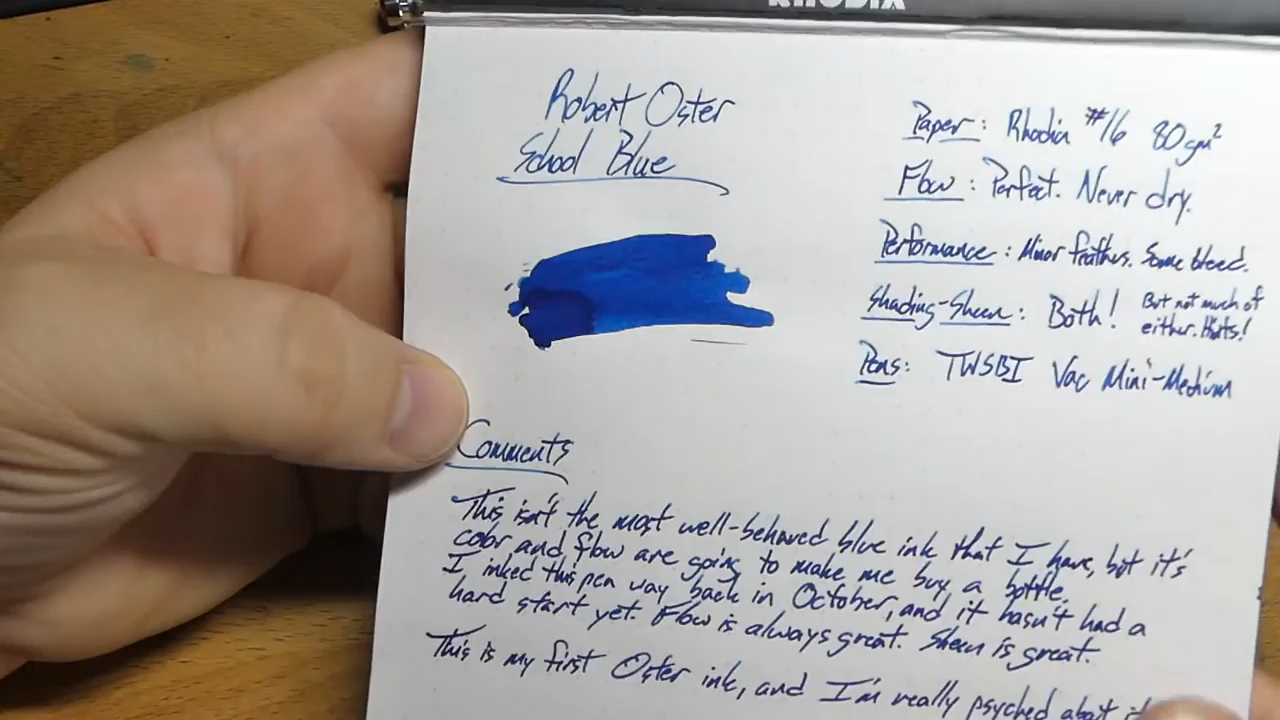 RHODIA
Robert Oster
School Blue
Paper: Rhodia #16 80gm²
Flow: Perfect. Never dry.
Performance: Minor feathers. Some bleed.
Shading-Sheen: Both! But not much of
either. that's!
Pens: TWSBI Vac Mini-Medium
Comments
This isn't the most well-behaved blue ink that I have, but it's
color and flow are going to make me buy a bottle.
I inked this pen way back in October, and it hasn't had a
hard start yet. Flow is always great. Sheen is great.
This is my first Oster ink, and I'm really psyched about